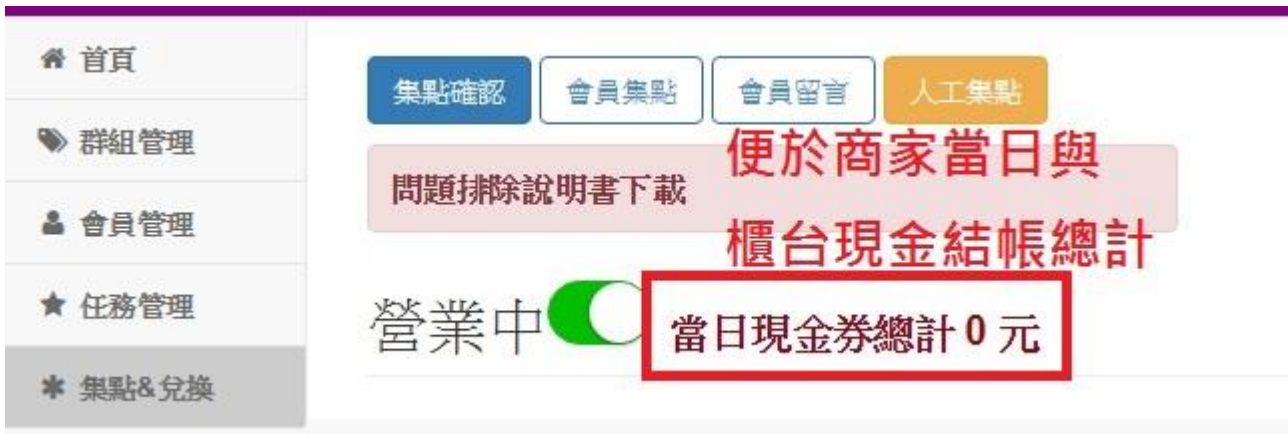 首頁
群組管理
會員管理
任務管理
集點&兌換
集點確認 會員集點 會員留言 人工集點
便於商家當日與
問題排除說明書下載
櫃台現金結帳總計
營業中 當日現金券總計 0 元